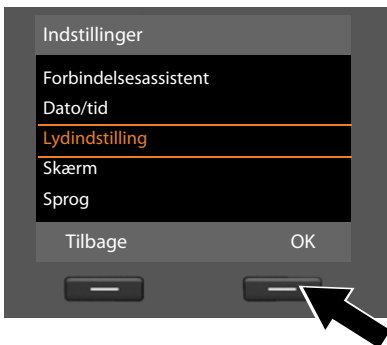 Indstillinger
Forbindelsesassistent
Dato/tid
Lydindstilling
Skærm
Sprog
Tilbage OK